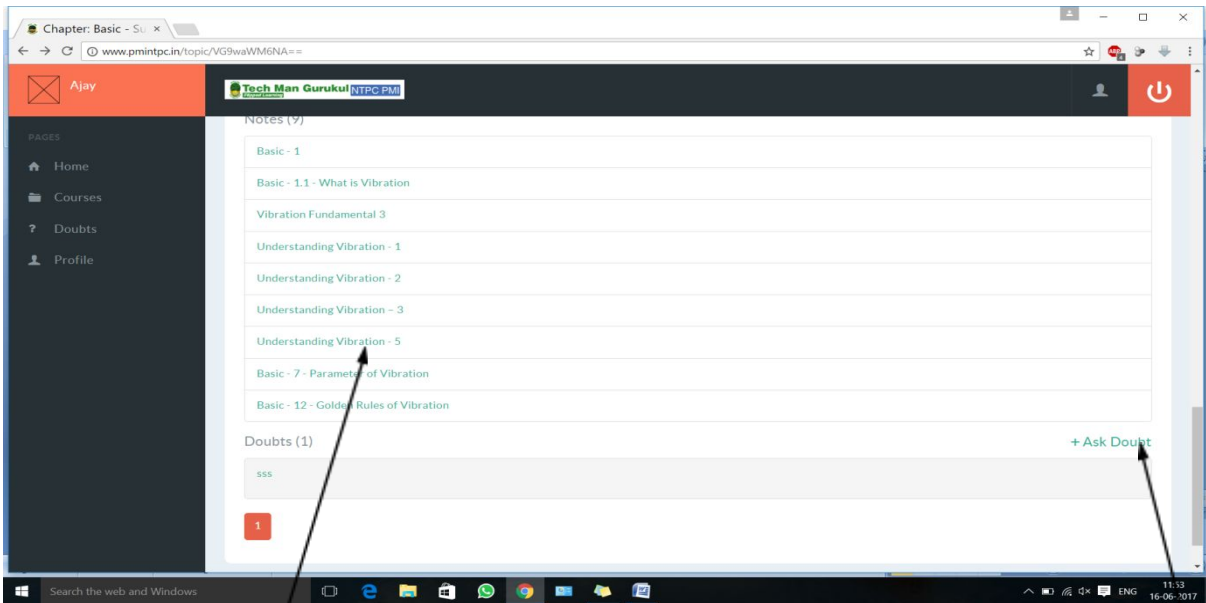 Chapter: Basic - Su
www.pmintpc.in/topic/VG9waWM6NA==
ABP
Ajay
Tech Man Gurukul NTPC PMI
PAGES
Home
Courses
Doubts
Profile
Notes (9)
Basic - 1
Basic - 1.1 - What is Vibration
Vibration Fundamental 3
Understanding Vibration - 1
Understanding Vibration - 2
Understanding Vibration – 3
Understanding Vibration - 5
Basic - 7 - Parameter of Vibration
Basic - 12 - Golden Rules of Vibration
Doubts (1)
+ Ask Doubt
sss
1
Search the web and Windows
ENG
11:53
16-06-2017